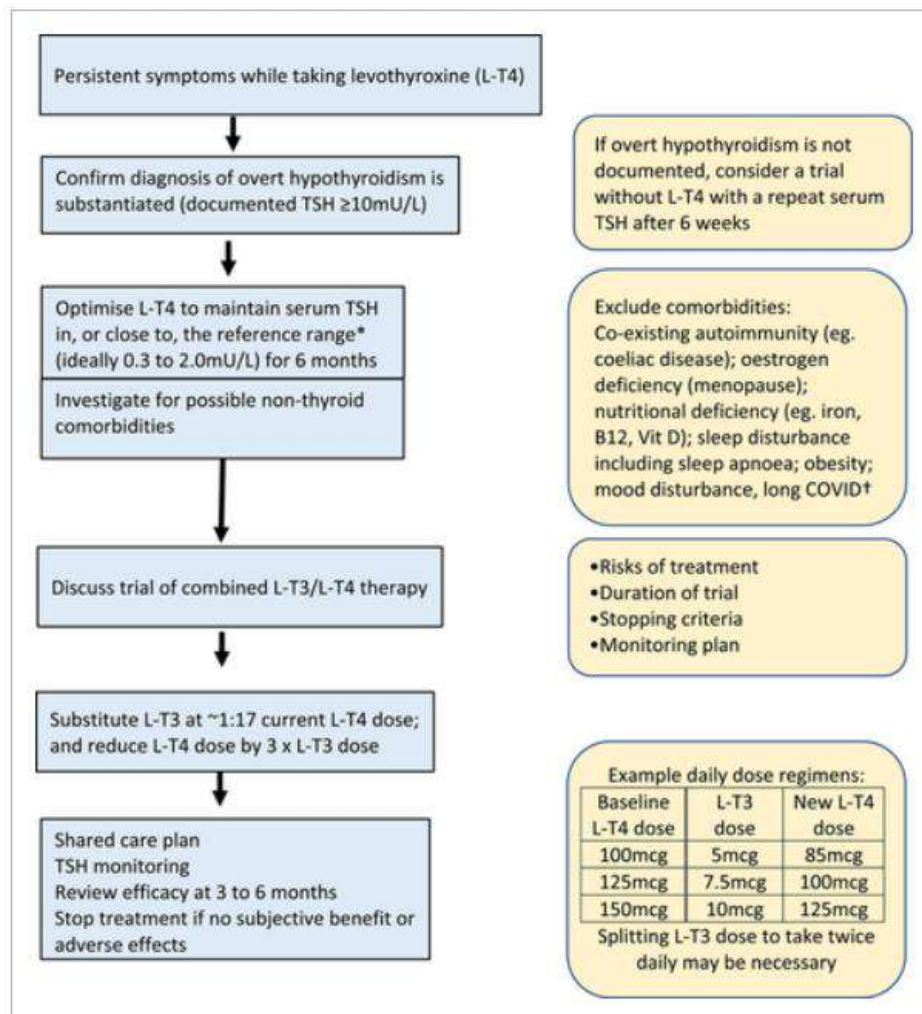 Persistent symptoms while taking levothyroxine (L-T4)
Confirm diagnosis of overt hypothyroidism is
substantiated (documented TSH ≥10mU/L)
If overt hypothyroidism is not
documented, consider a trial
without L-T4 with a repeat serum
TSH after 6 weeks
Optimise L-T4 to maintain serum TSH
in, or close to, the reference range*
(ideally 0.3 to 2.0mU/L) for 6 months
Investigate for possible non-thyroid
comorbidities
Exclude comorbidities:
Co-existing autoimmunity (eg.
coeliac disease); oestrogen
deficiency (menopause);
nutritional deficiency (eg. iron,
B12, Vit D); sleep disturbance
including sleep apnoea; obesity;
mood disturbance, long COVID†
Discuss trial of combined L-T3/L-T4 therapy
•Risks of treatment
•Duration of trial
•Stopping criteria
•Monitoring plan
Substitute L-T3 at ~1:17 current L-T4 dose;
and reduce L-T4 dose by 3 x L-T3 dose
Shared care plan
TSH monitoring
Review efficacy at 3 to 6 months
Stop treatment if no subjective benefit or
adverse effects
Example daily dose regimens:
Baseline L-T3 New L-T4
L-T4 dose dose dose
100mcg 5mcg 85mcg
125mcg 7.5mcg 100mcg
150mcg 10mcg 125mcg
Splitting L-T3 dose to take twice
daily may be necessary